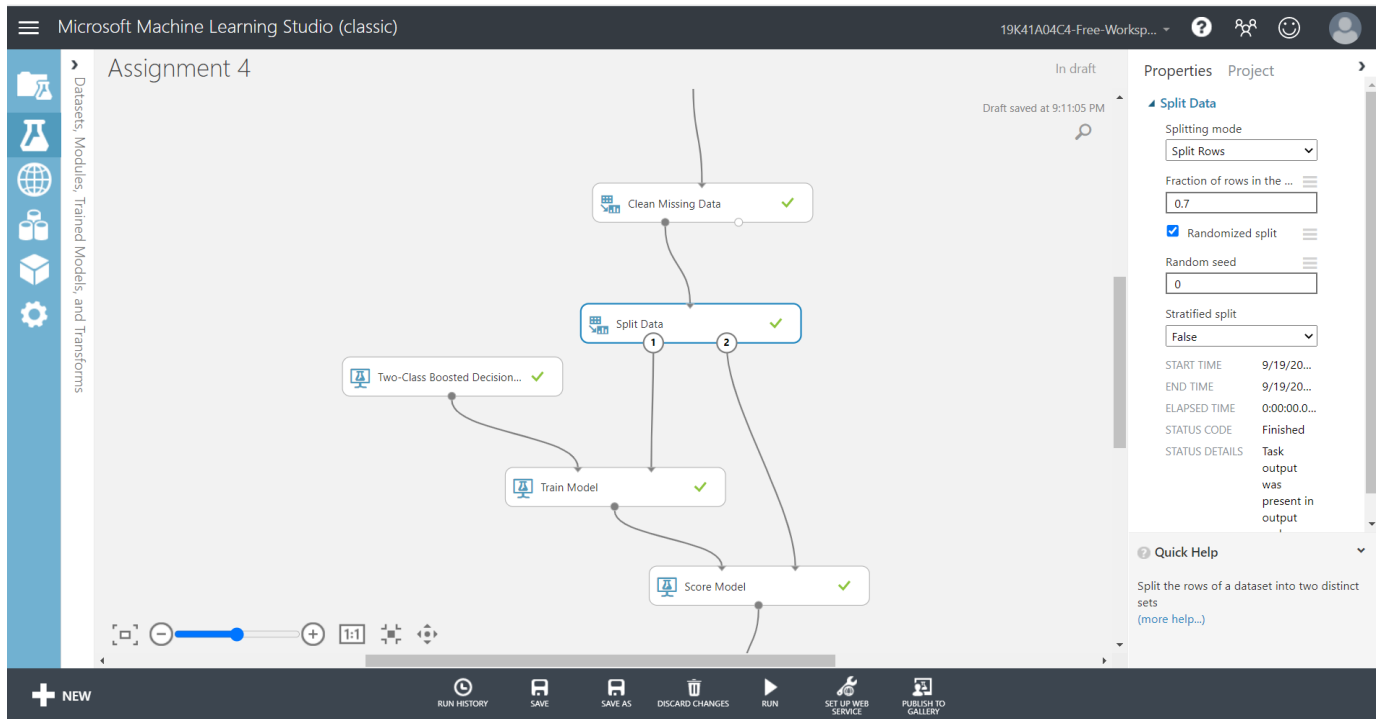 Microsoft Machine Learning Studio (classic)
19K41A04C4-Free-Worksp...
?
Datasets, Modules, Trained Models, and Transforms
Assignment 4
In draft
Draft saved at 9:11:05 PM
Clean Missing Data
Split Data
1
2
Two-Class Boosted Decision...
Train Model
Score Model
1:1
Properties Project
Split Data
Splitting mode
Split Rows
Fraction of rows in the ...
0.7
Randomized split
Random seed
0
Stratified split
False
START TIME 9/19/20...
END TIME 9/19/20...
ELAPSED TIME 0:00:00.0...
STATUS CODE Finished
STATUS DETAILS Task
output
was
present in
output
? Quick Help
Split the rows of a dataset into two distinct
sets
(more help...)
NEW
RUN HISTORY
SAVE
SAVE AS
DISCARD CHANGES
RUN
SET UP WEB
SERVICE
PUBLISH TO
GALLERY